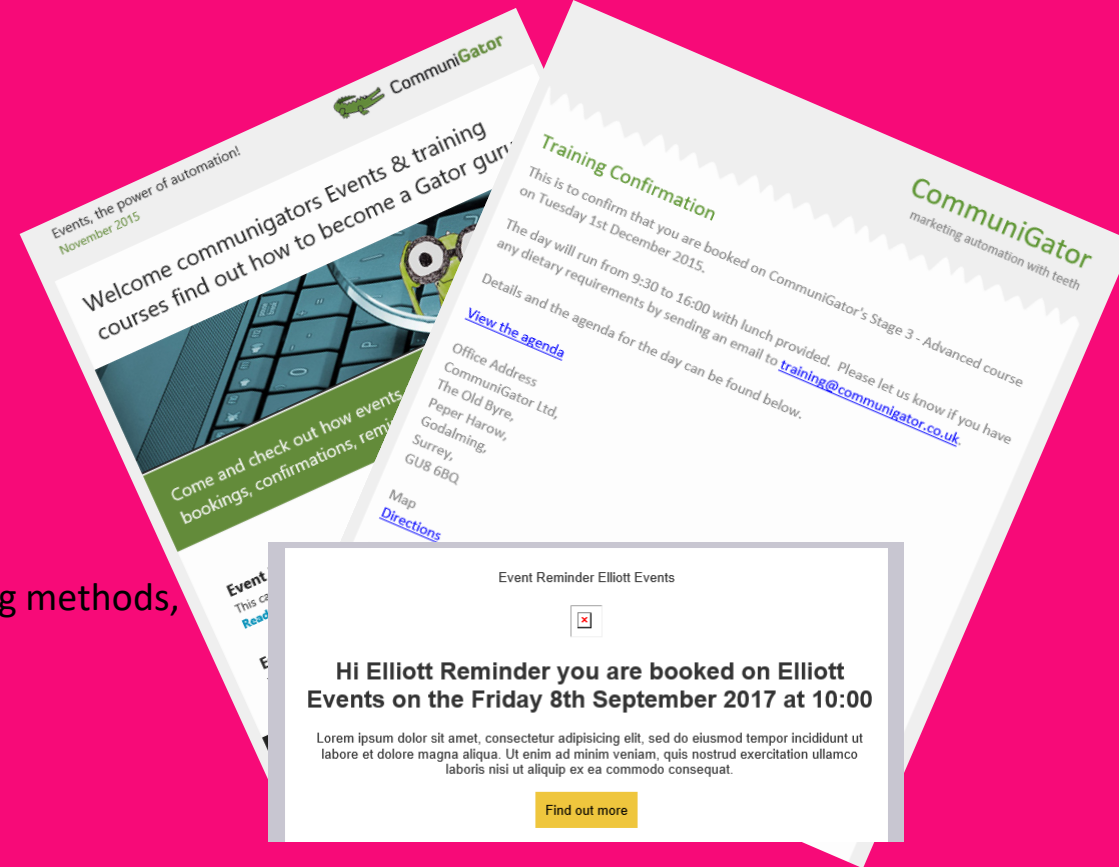 CommuniGator
Events, the power of automation!
November 2015
Welcome communigators Events & training
courses find out how to become a Gator guru
Come and check out how events
bookings, confirmations,
Event
This
Read
CommuniGator
marketing automation with teeth
Training Confirmation
This is to confirm that you are booked on CommuniGator's Stage 3 - Advanced course
on Tuesday 1st December 2015.
The day will run from 9:30 to 16:00 with lunch provided. Please let us know if you have
any dietary requirements by sending an email to training@communigator.co.uk.
Details and the agenda for the day can be found below.
View the agenda
Office Address
CommuniGator Ltd,
The Old Byre,
Peper Harow,
Godalming,
Surrey,
GU8 6BQ
Map
Directions
g methods,
Event Reminder Elliott Events
Hi Elliott Reminder you are booked on Elliott
Events on the Friday 8th September 2017 at 10:00
Lorem ipsum dolor sit amet, consectetur adipisicing elit, sed do eiusmod tempor incididunt ut
labore et dolore magna aliqua. Ut enim ad minim veniam, quis nostrud exercitation ullamco
laboris nisi ut aliquip ex ea commodo consequat.
Find out more